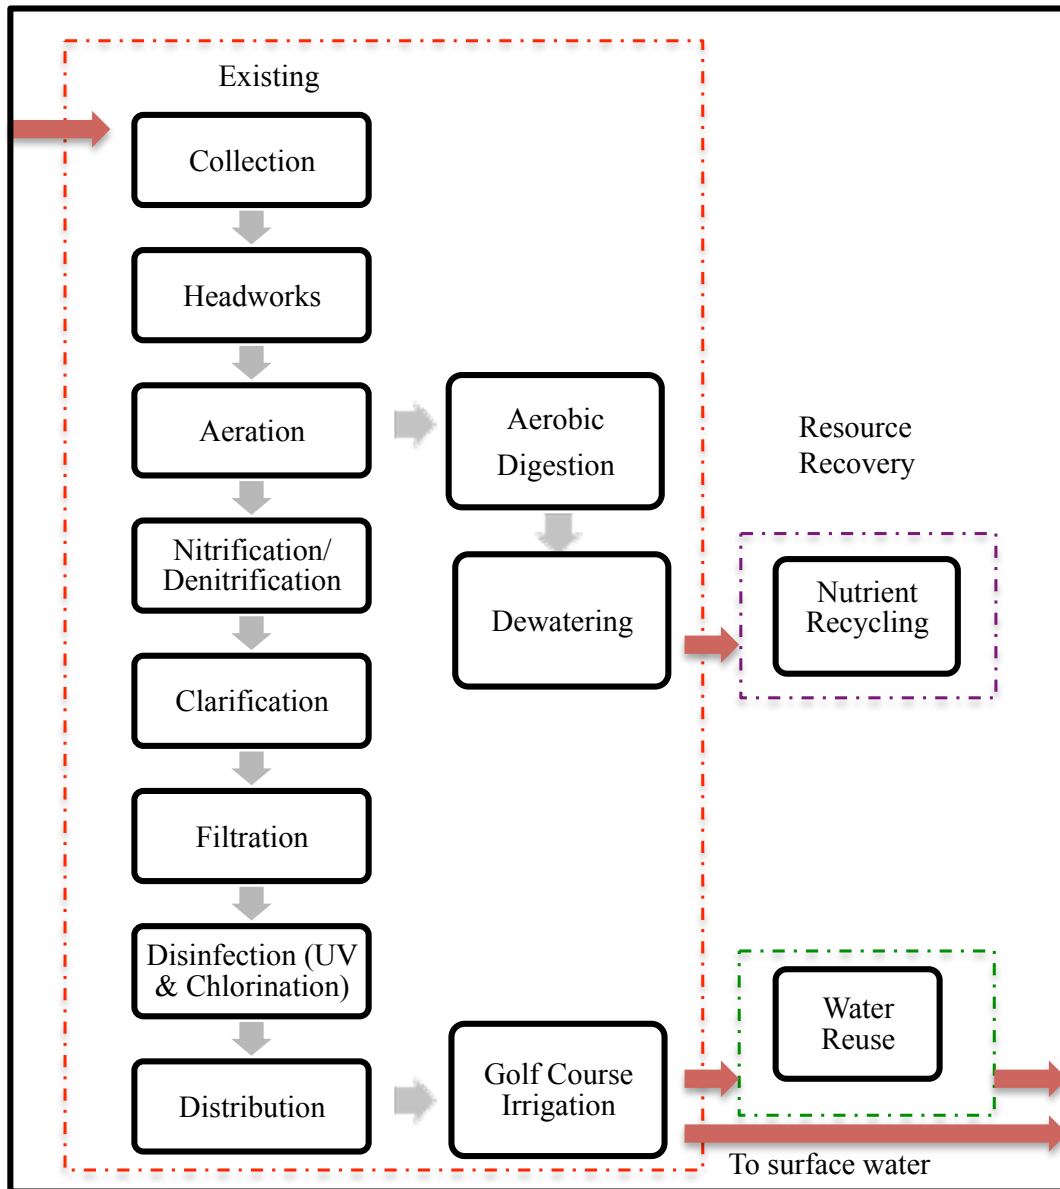 Existing
Collection
Headworks
Aeration
Aerobic
Digestion
Resource
Recovery
Nitrification/
Denitrification
Dewatering
Nutrient
Recycling
Clarification
Filtration
Disinfection (UV
& Chlorination)
Water
Reuse
Distribution
Golf Course
Irrigation
To surface water